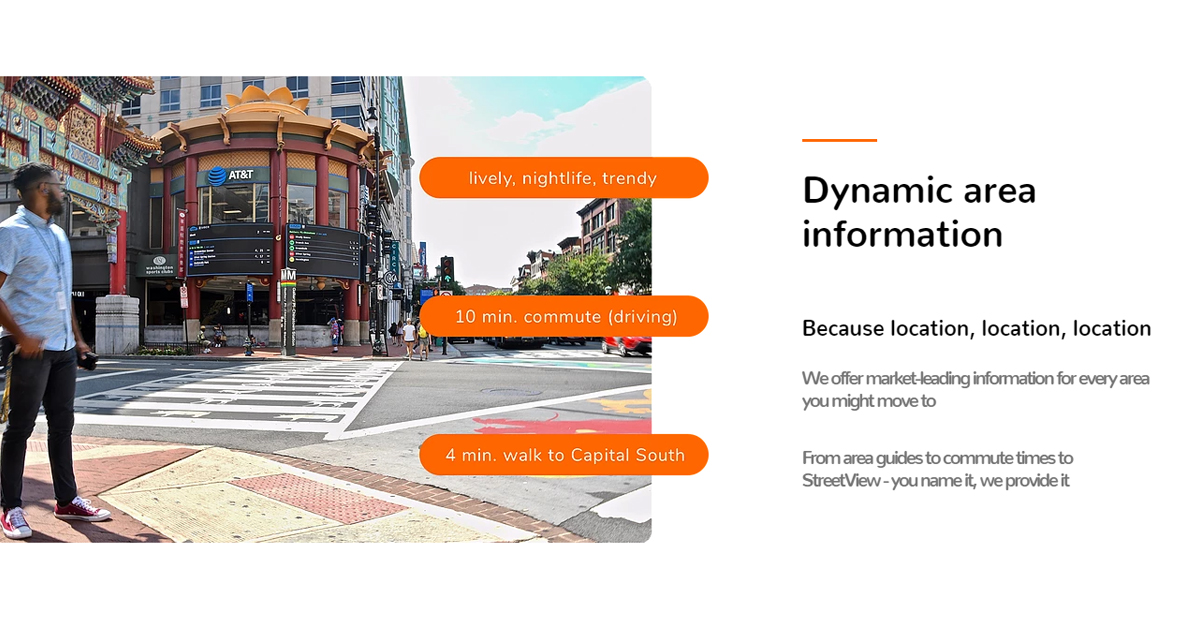 AT&T
washington
sports clubs
M
CIRC
lively, nightlife, trendy
10 min. commute (driving)
4 min. walk to Capital South
Dynamic area
information
Because location, location, location
We offer market-leading information for every area
you might move to
From area guides to commute times to
StreetView - you name it, we provide it